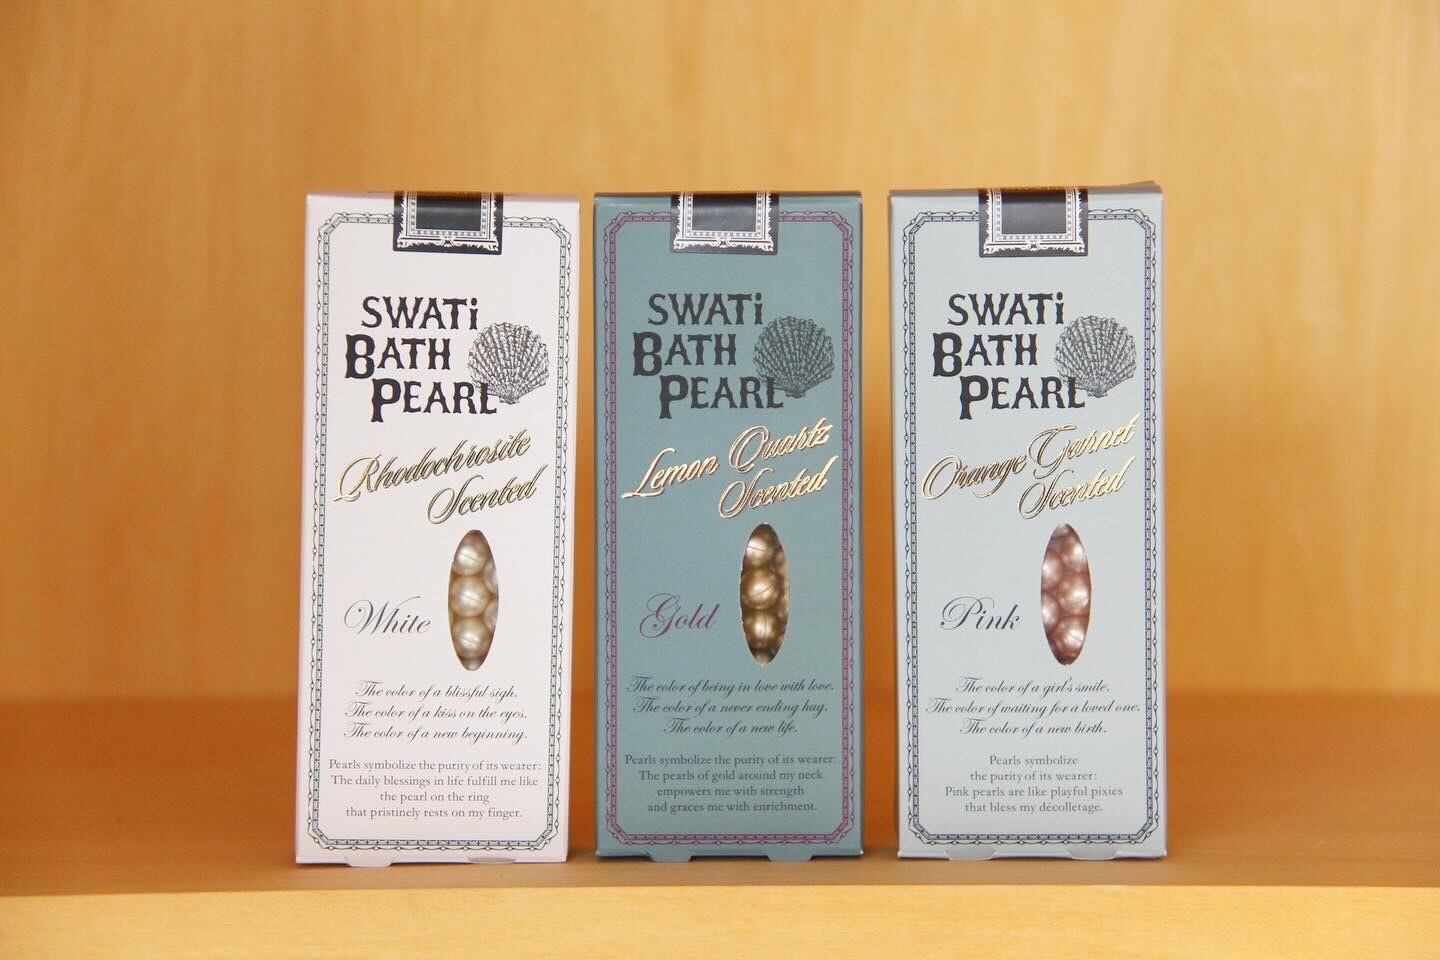 SWATi
BATH
PEARL
Rhodochrosite
Scented
White
The color of a blissful sigh.
The color of a kiss on the eyes.
The color of a new beginning.
Pearls symbolize the purity of its wearer:
The daily blessings in life fulfill me like
the pearl on the ring
that pristinely rests on my finger.
SWATi
BATH
PEARL
Lemon Quartz
Scented
Gold
The color of being in love with love.
The color of a never ending hug.
The color of a new life.
Pearls symbolize the purity of its wearer:
The pearls of gold around my neck
empowers me with strength
and graces me with enrichment.
SWATi
BATH
PEARL
Orange Garnet
Scented
Pink
The color of a girl's smile.
The color of waiting for a loved one.
The color of a new birth.
Pearls symbolize
the purity of its wearer:
Pink pearls are like playful pixies
that bless my décolletage.